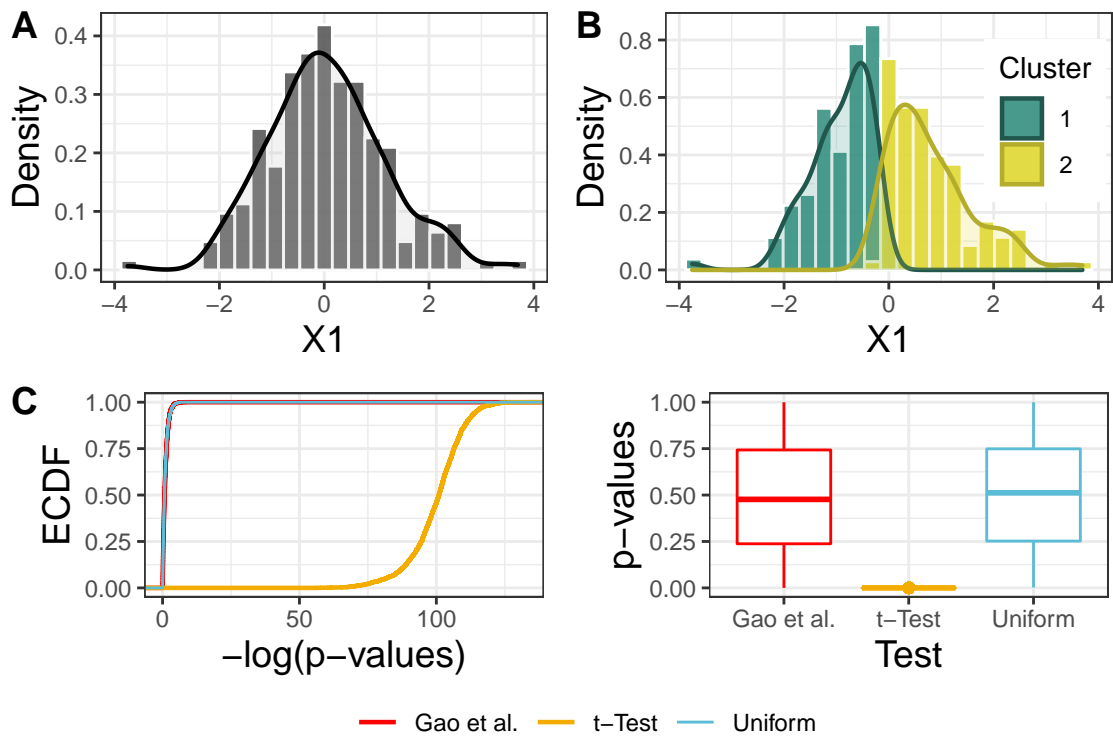 A
Density
0.4
0.3
0.2
0.1
0.0
−4
−2
0
2
4
X1
B
Density
0.8
0.6
0.4
0.2
0.0
−4
−2
0
2
4
X1
Cluster
1
2
C
ECDF
1.00
0.75
0.50
0.25
0.00
0
50
100
−log(p−values)
p−values
1.00
0.75
0.50
0.25
0.00
Gao et al.
t−Test
Uniform
Test
Gao et al.
t−Test
Uniform